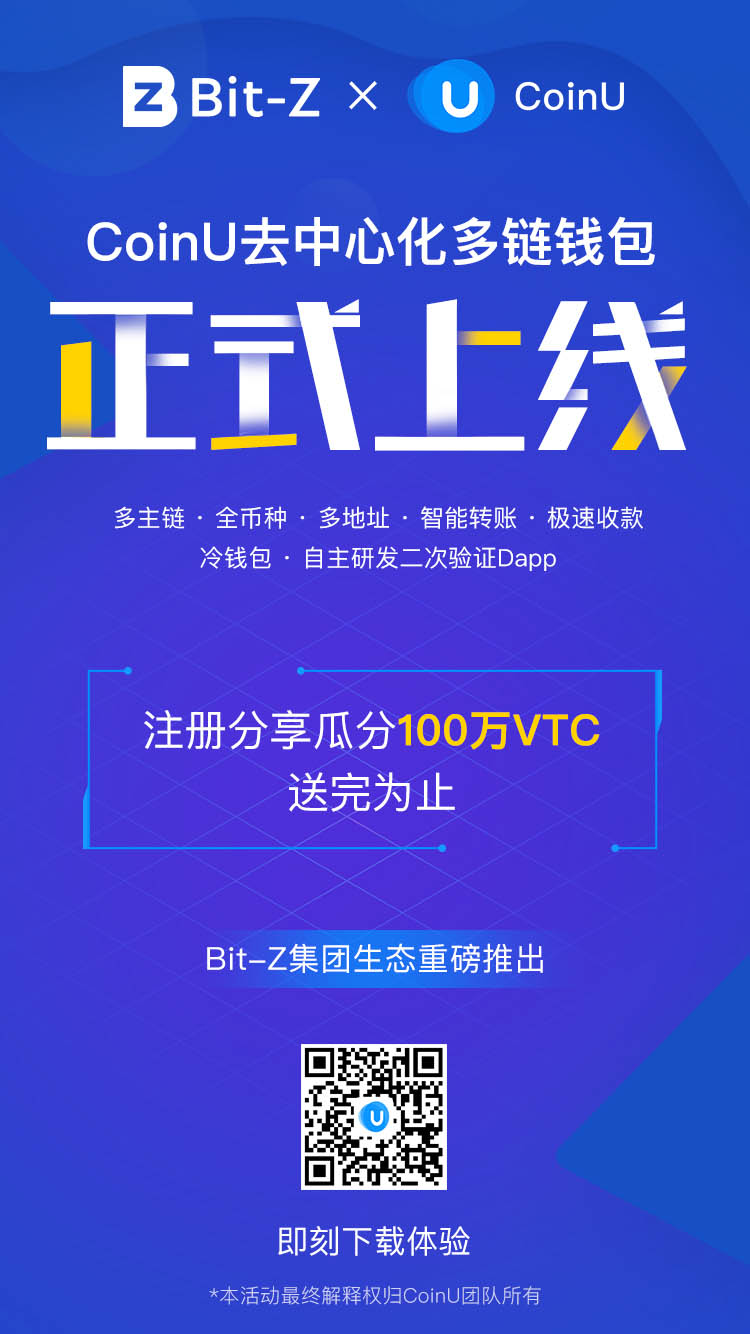 Bit-Z × CoinU
CoinU去中心化多链钱包
正式上线
多主链 · 全币种 · 多地址 · 智能转账 · 极速收款
冷钱包 · 自主研发二次验证Dapp
注册分享瓜分100万VTC
送完为止
Bit-Z集团生态重磅推出
即刻下载体验
*本活动最终解释权归CoinU团队所有